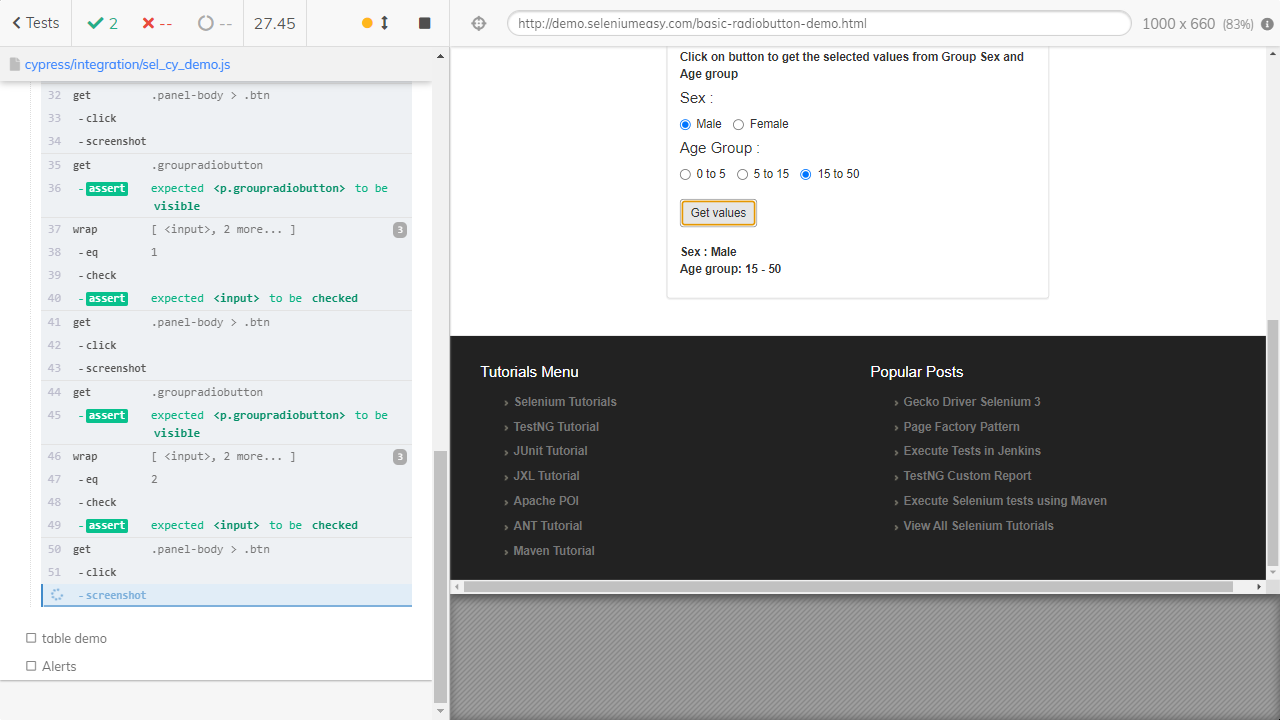 Tests
2
--
--
27.45
http://demo.seleniumeasy.com/basic-radiobutton-demo.html
1000 x 660 (83%)
cypress/integration/sel_cy_demo.js
32 get .panel-body > .btn
33 -click
34 -screenshot
35 get .groupradiobutton
36 -assert expected <p.groupradiobutton> to be
visible
37 wrap [ <input>, 2 more... ] 3
38 -eq 1
39 -check
40 -assert expected <input> to be checked
41 get .panel-body > .btn
42 -click
43 -screenshot
44 get .groupradiobutton
45 -assert expected <p.groupradiobutton> to be
visible
46 wrap [ <input>, 2 more... ] 3
47 -eq 2
48 -check
49 -assert expected <input> to be checked
50 get .panel-body > .btn
51 -click
-screenshot
table demo
Alerts
Click on button to get the selected values from Group Sex and
Age group
Sex :
Male Female
Age Group :
0 to 5 5 to 15 15 to 50
Get values
Sex : Male
Age group: 15 - 50
Tutorials Menu
Selenium Tutorials
TestNG Tutorial
JUnit Tutorial
JXL Tutorial
Apache POI
ANT Tutorial
Maven Tutorial
Popular Posts
Gecko Driver Selenium 3
Page Factory Pattern
Execute Tests in Jenkins
TestNG Custom Report
Execute Selenium tests using Maven
View All Selenium Tutorials